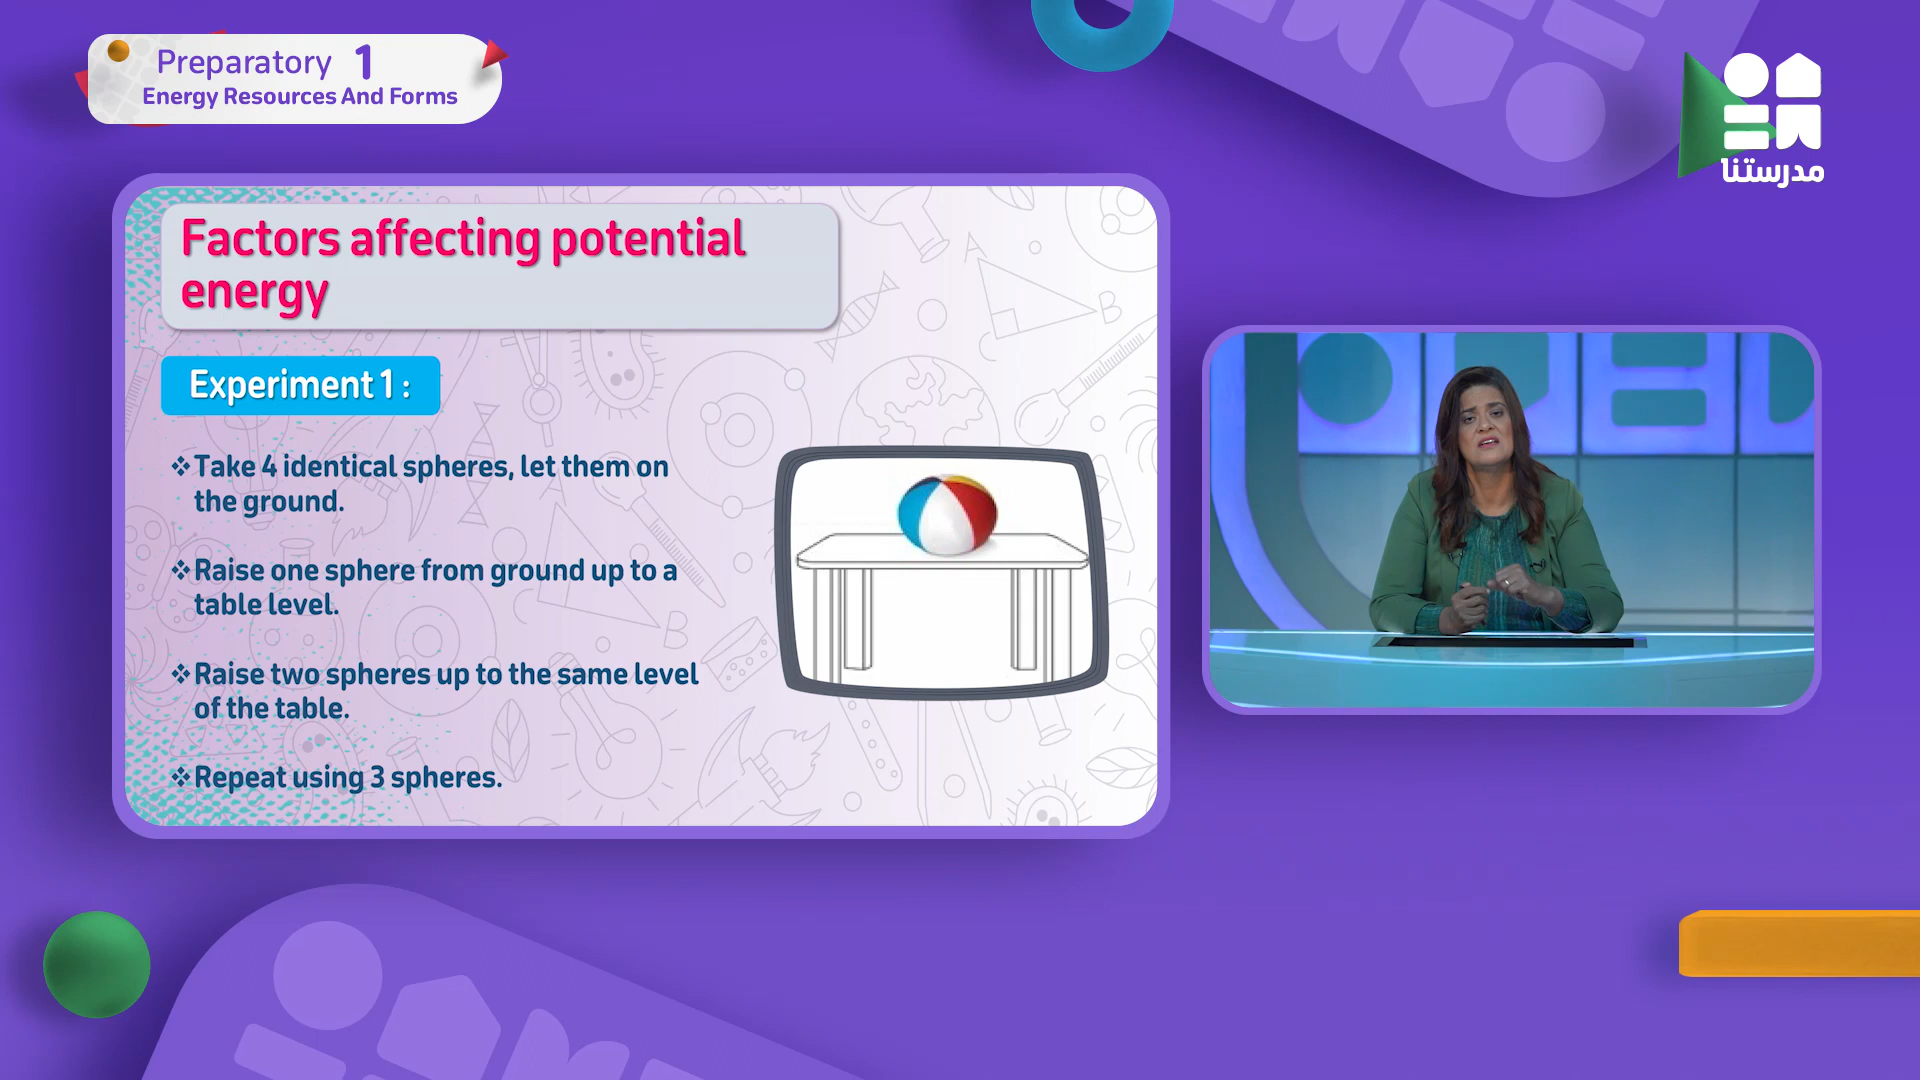 Preparatory 1
Energy Resources And Forms
مدرستنا
Factors affecting potential
energy
Experiment 1 :
❖Take 4 identical spheres, let them on
the ground.
❖Raise one sphere from ground up to a
table level.
❖Raise two spheres up to the same level
of the table.
❖Repeat using 3 spheres.
A
B
B